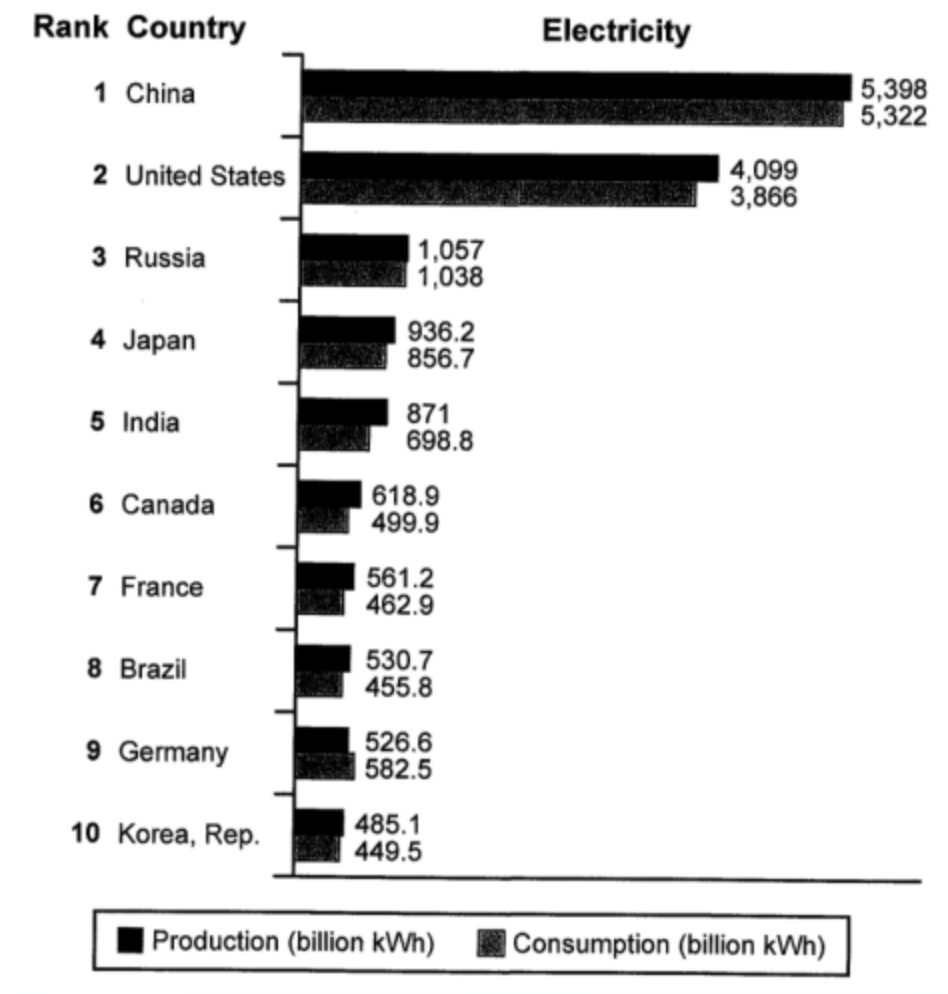 Rank Country Electricity
1 China 5,398
5,322
2 United States 4,099
3,866
3 Russia 1,057
1,038
4 Japan 936.2
856.7
5 India 871
698.8
6 Canada 618.9
499.9
7 France 561.2
462.9
8 Brazil 530.7
455.8
9 Germany 526.6
582.5
10 Korea, Rep. 485.1
449.5
Production (billion kWh) Consumption (billion kWh)